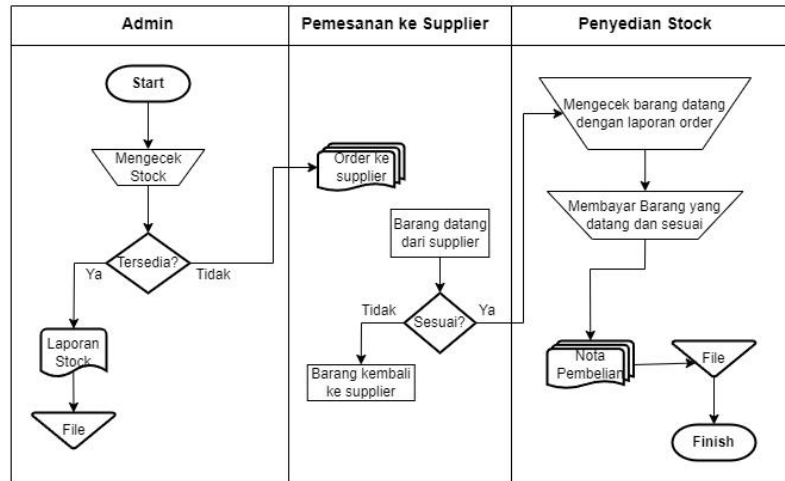 Admin
Pemesanan ke Supplier
Penyedian Stock
Start
Mengecek
Stock
Tersedia?
Ya
Tidak
Laporan
Stock
File
Order ke
supplier
Barang datang
dari supplier
Sesuai?
Tidak
Ya
Barang kembali
ke supplier
Mengecek barang datang
dengan laporan order
Membayar Barang yang
datang dan sesuai
Nota
Pembelian
File
Finish